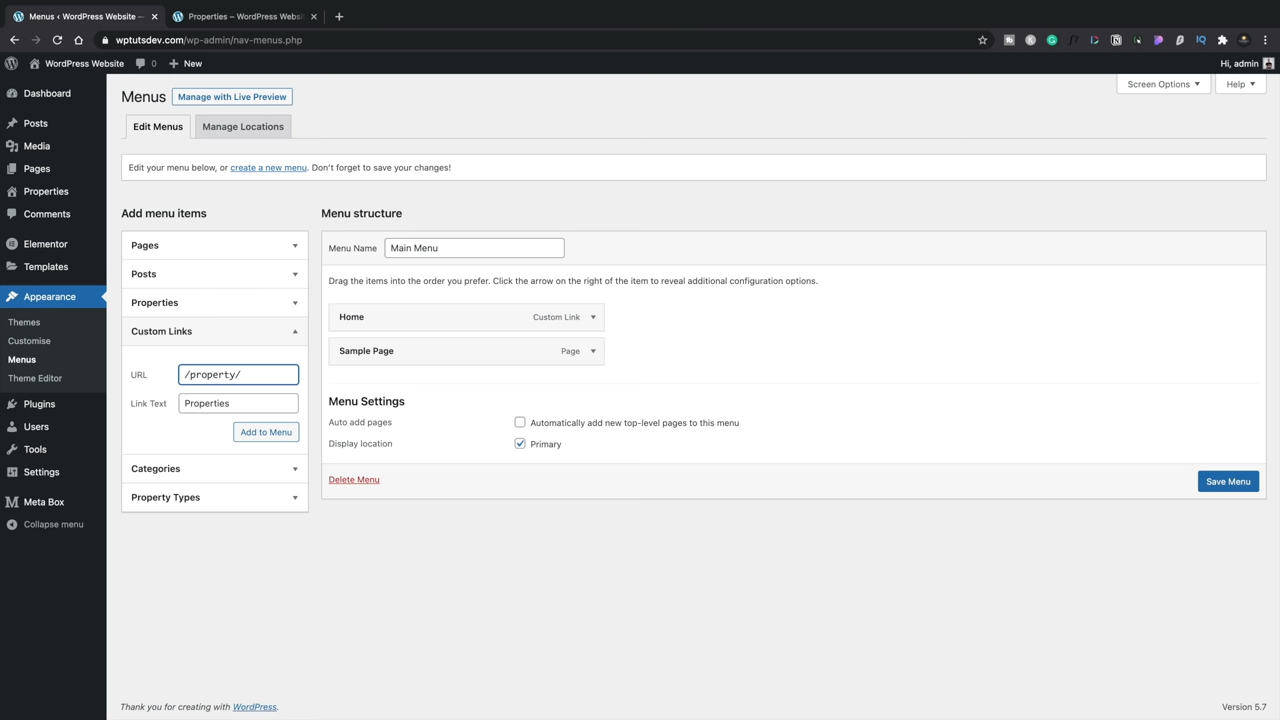 Menus ‹ WordPress Website —
Properties – WordPress Websi
wptutsdev.com/wp-admin/nav-menus.php
WordPress Website
0
New
Hi, admin
Dashboard
Posts
Media
Pages
Properties
Comments
Elementor
Templates
Appearance
Themes
Customise
Menus
Theme Editor
Plugins
Users
Tools
Settings
Meta Box
Collapse menu
Menus
Manage with Live Preview
Screen Options
Help
Edit Menus
Manage Locations
Edit your menu below, or create a new menu. Don't forget to save your changes!
Add menu items
Pages
Posts
Properties
Custom Links
URL
/property/
Link Text
Properties
Add to Menu
Categories
Property Types
Menu structure
Menu Name
Main Menu
Drag the items into the order you prefer. Click the arrow on the right of the item to reveal additional configuration options.
Home
Custom Link
Sample Page
Page
Menu Settings
Auto add pages
Automatically add new top-level pages to this menu
Display location
Primary
Delete Menu
Save Menu
Thank you for creating with WordPress.
Version 5.7